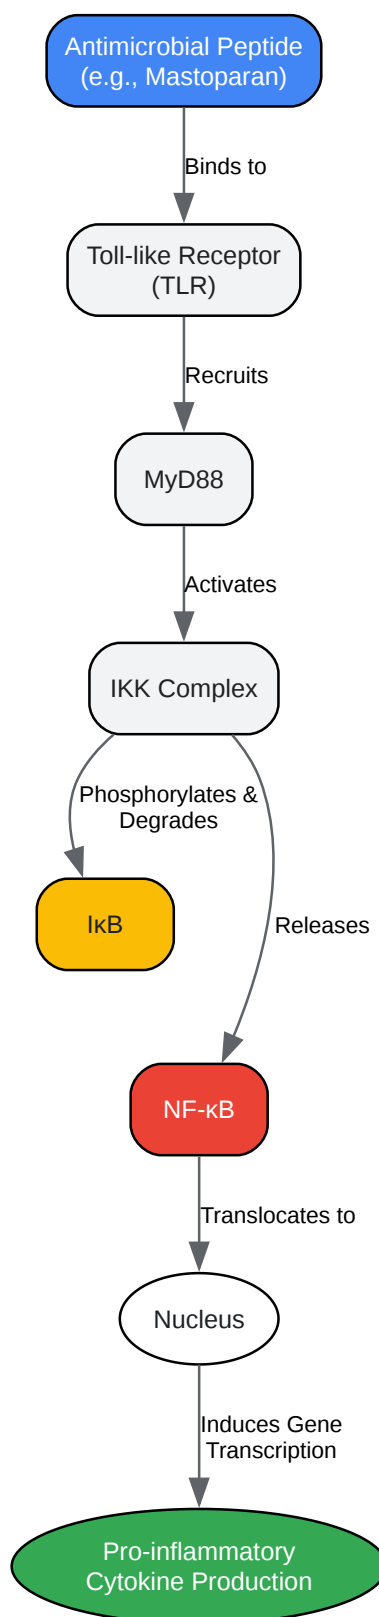 Antimicrobial Peptide
(e.g., Mastoparan)
Binds to
Toll-like Receptor
(TLR)
Recruits
MyD88
Activates
IKK Complex
Phosphorylates &
Degrades
IκB
Releases
NF-κB
Translocates to
Nucleus
Induces Gene
Transcription
Pro-inflammatory
Cytokine Production